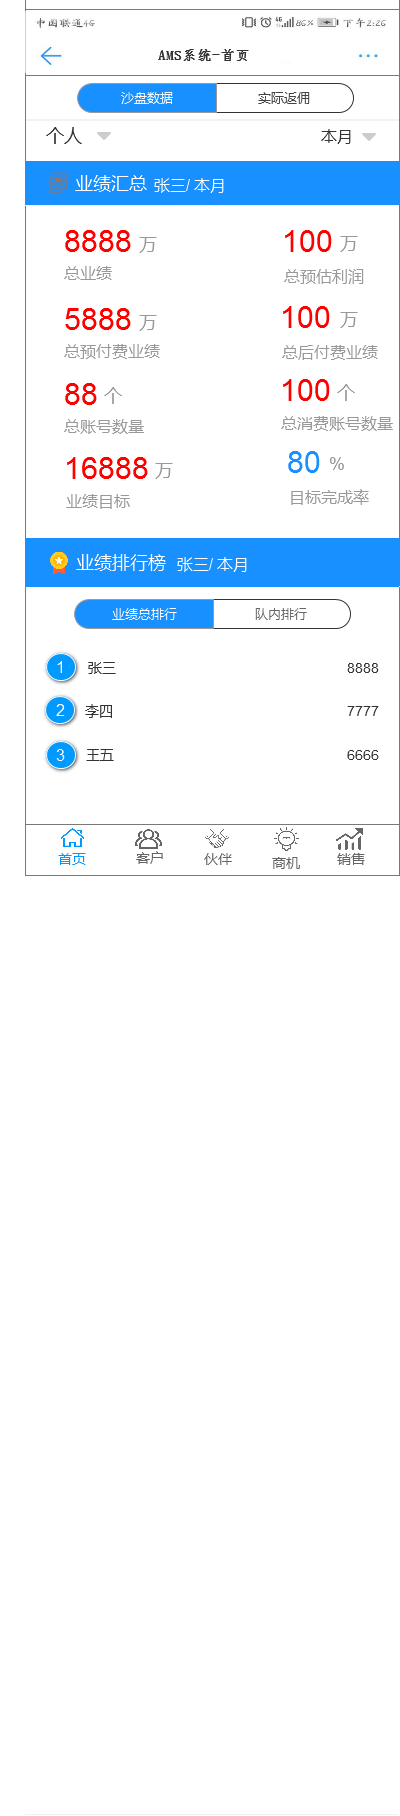 中国联通4G 86% 下午2:26
AMS系统-首页
沙盘数据 实际返佣
个人 本月
业绩汇总 张三/ 本月
8888 万 100 万
总业绩 总预估利润
5888 万 100 万
总预付费业绩 总后付费业绩
88 个 100 个
总账号数量 总消费账号数量
16888 万 80 %
业绩目标 目标完成率
业绩排行榜 张三/ 本月
业绩总排行 队内排行
1 张三 8888
2 李四 7777
3 王五 6666
首页 客户 伙伴 商机 销售